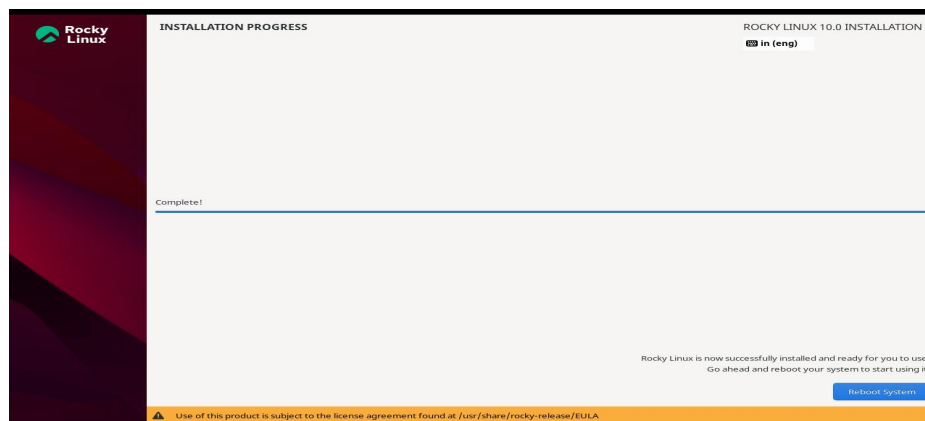 Rocky
Linux
INSTALLATION PROGRESS
ROCKY LINUX 10.0 INSTALLATION
in (eng)
Complete!
Rocky Linux is now successfully installed and ready for you to use
Go ahead and reboot your system to start using i
Reboot System
Use of this product is subject to the license agreement found at /usr/share/rocky-release/EULA